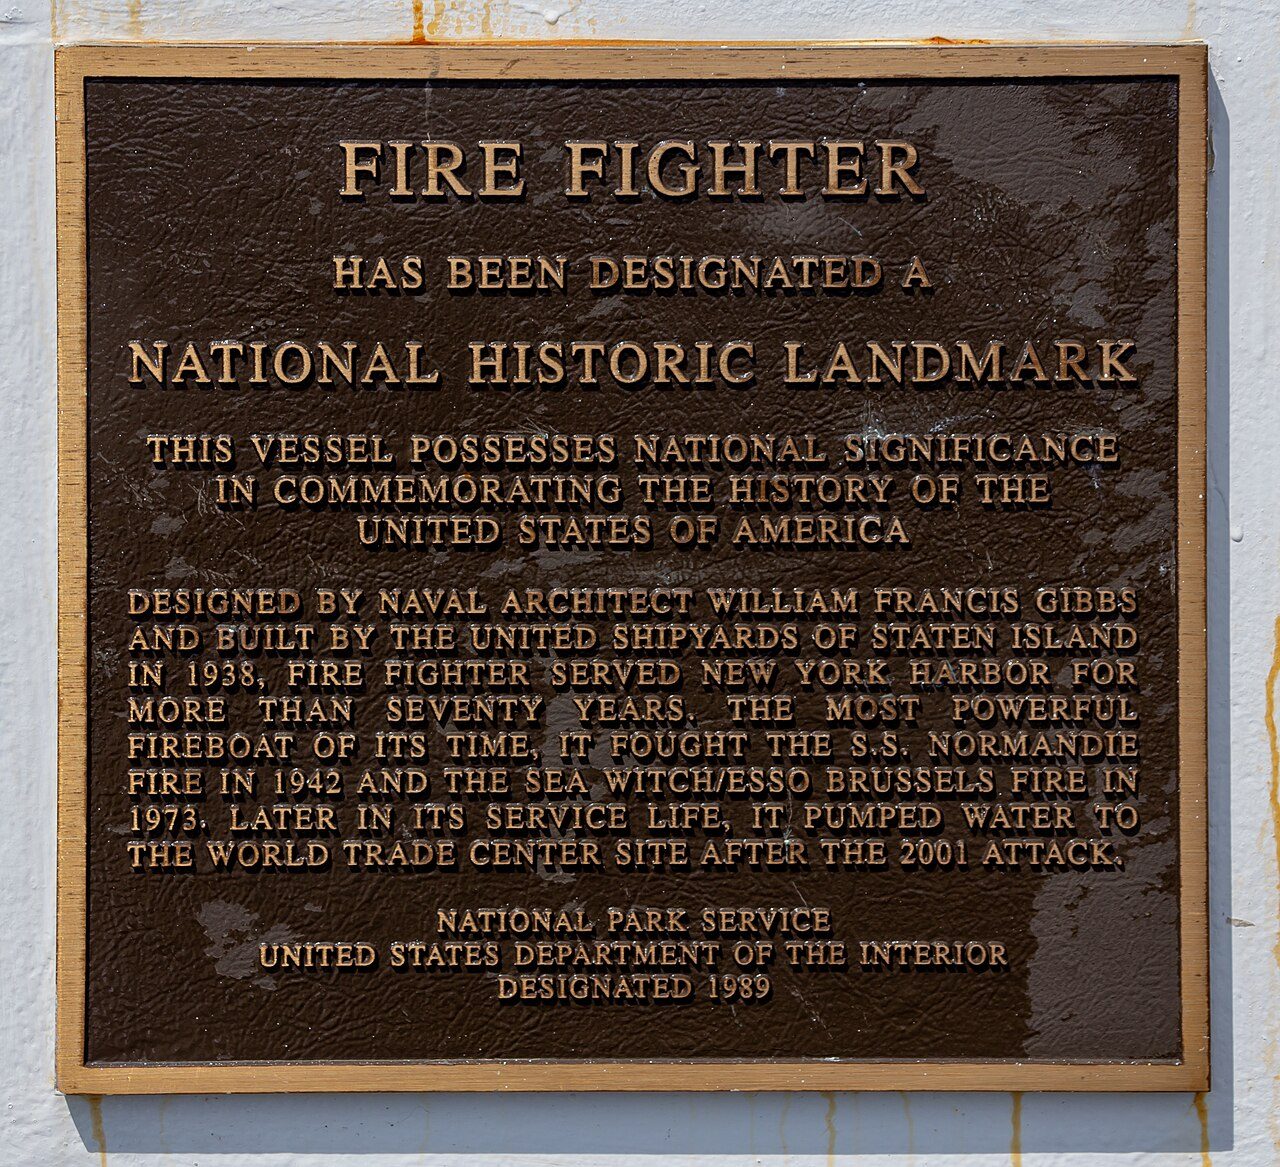 FIRE FIGHTER
HAS BEEN DESIGNATED A
NATIONAL HISTORIC LANDMARK
THIS VESSEL POSSESSES NATIONAL SIGNIFICANCE
IN COMMEMORATING THE HISTORY OF THE
UNITED STATES OF AMERICA
DESIGNED BY NAVAL ARCHITECT WILLIAM FRANCIS GIBBS
AND BUILT BY THE UNITED SHIPYARDS OF STATEN ISLAND
IN 1938, FIRE FIGHTER SERVED NEW YORK HARBOR FOR
MORE THAN SEVENTY YEARS. THE MOST POWERFUL
FIREBOAT OF ITS TIME, IT FOUGHT THE S.S. NORMANDIE
FIRE IN 1942 AND THE SEA WITCH/ESSO BRUSSELS FIRE IN
1973. LATER IN ITS SERVICE LIFE, IT PUMPED WATER TO
THE WORLD TRADE CENTER SITE AFTER THE 2001 ATTACK.
NATIONAL PARK SERVICE
UNITED STATES DEPARTMENT OF THE INTERIOR
DESIGNATED 1989